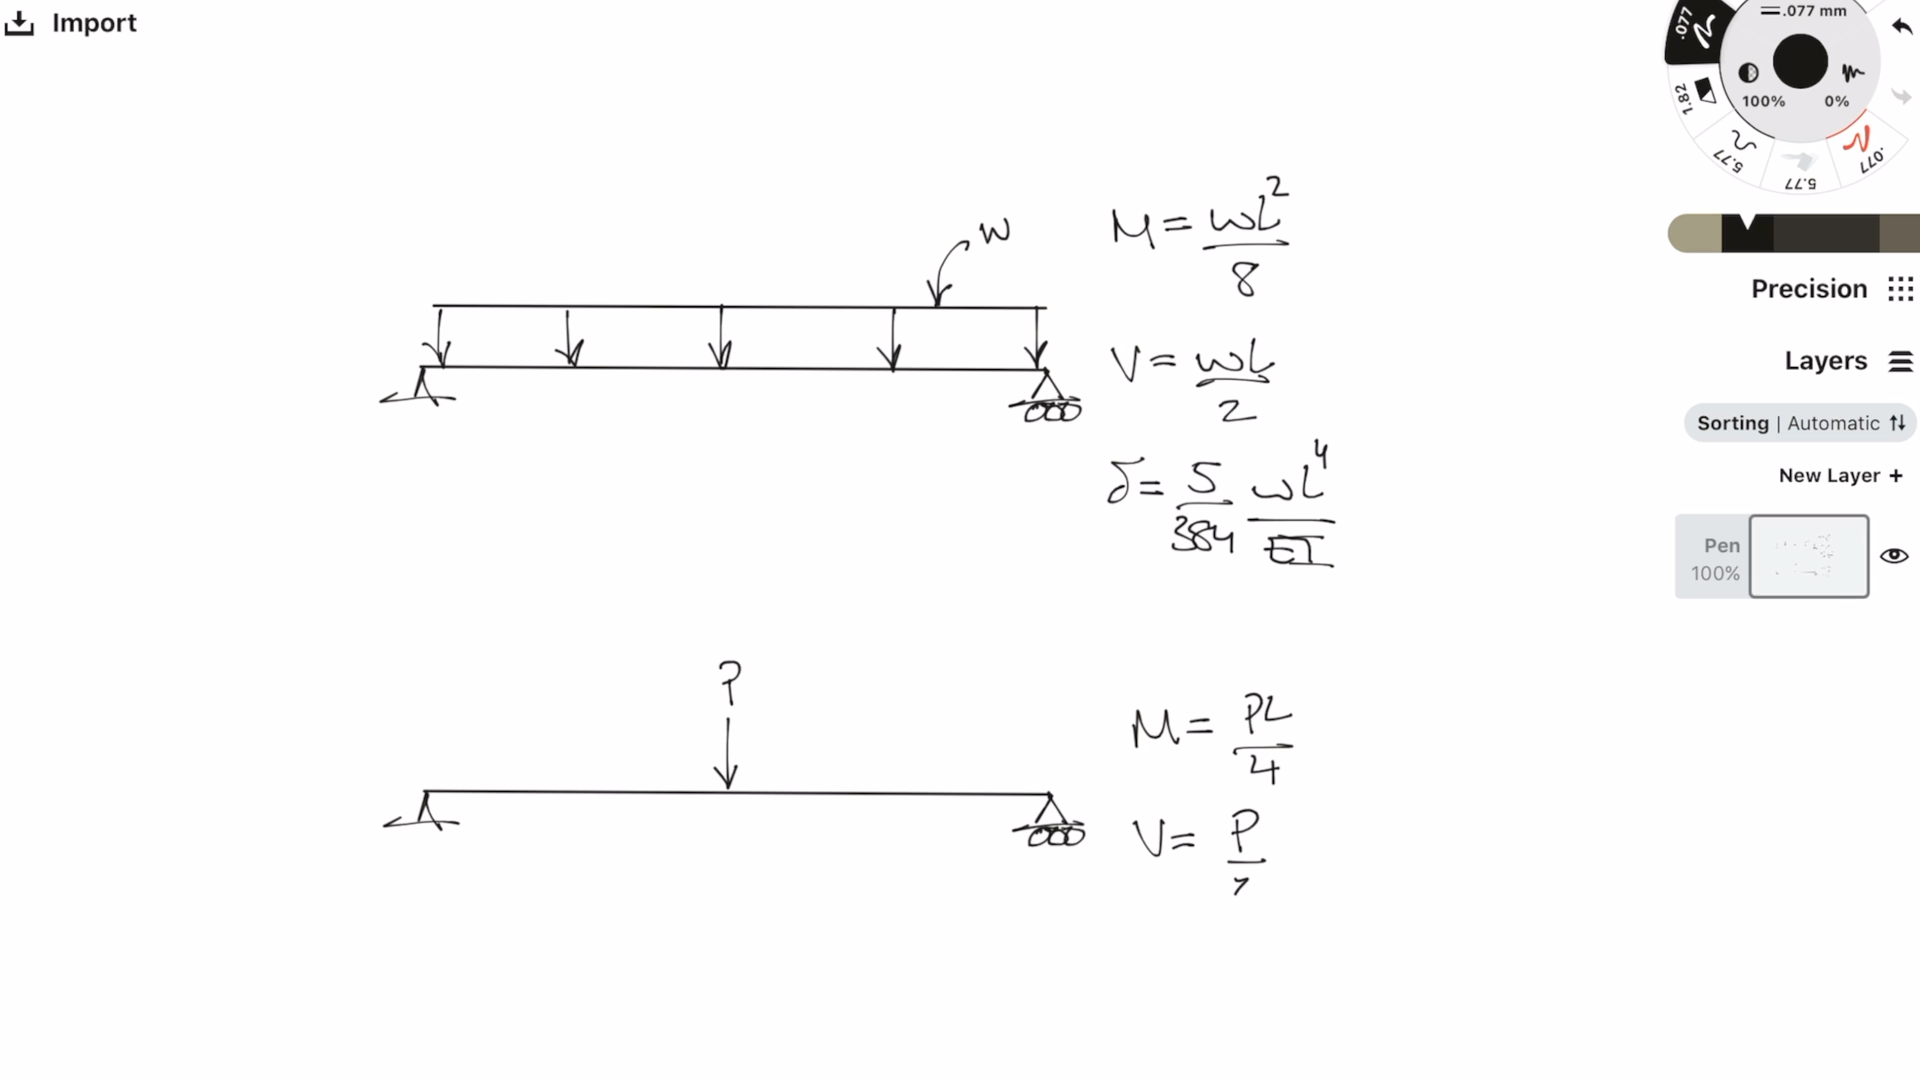 Import
.077 mm
.077
1.82
100%
0%
5.77
5.77
.077
W
M = wL²/8
Precision
V = wL/2
Layers
Sorting | Automatic
δ = 5/384 wL⁴/EI
New Layer +
Pen
100%
P
M = PL/4
V = P/